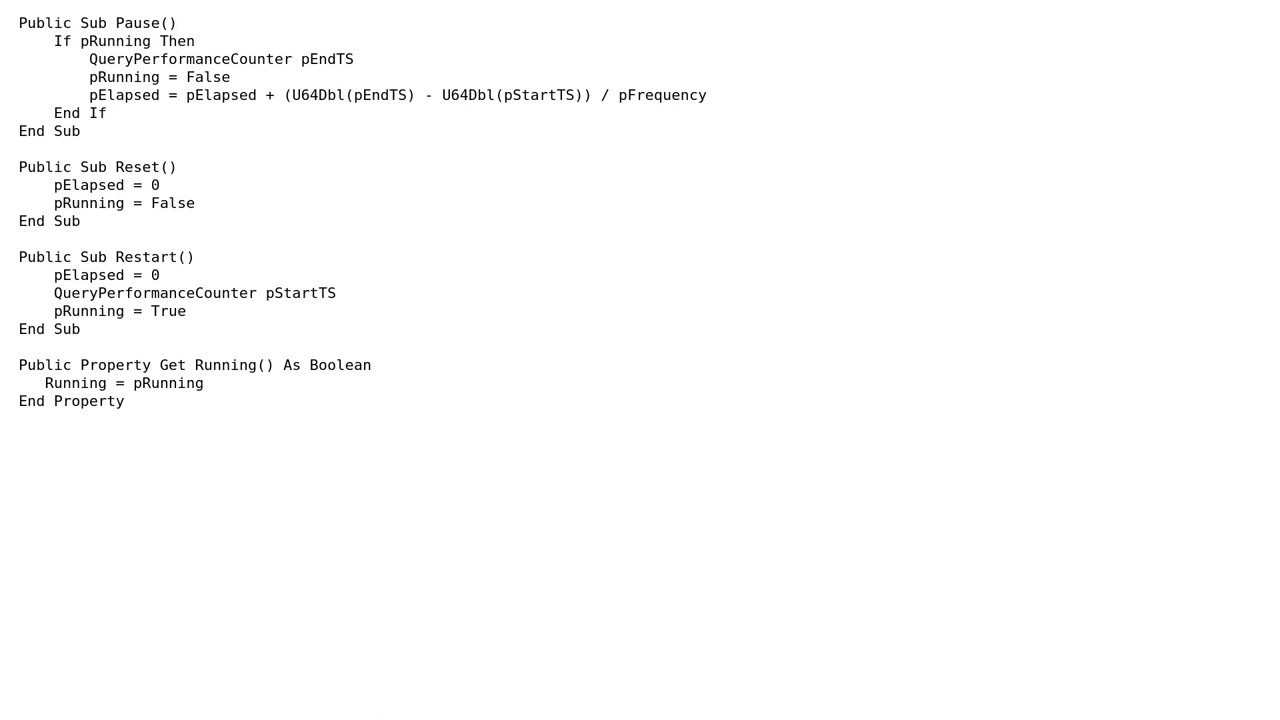 Public Sub Pause()
    If pRunning Then
        QueryPerformanceCounter pEndTS
        pRunning = False
        pElapsed = pElapsed + (U64Dbl(pEndTS) - U64Dbl(pStartTS)) / pFrequency
    End If
End Sub

Public Sub Reset()
    pElapsed = 0
    pRunning = False
End Sub

Public Sub Restart()
    pElapsed = 0
    QueryPerformanceCounter pStartTS
    pRunning = True
End Sub

Public Property Get Running() As Boolean
   Running = pRunning
End Property